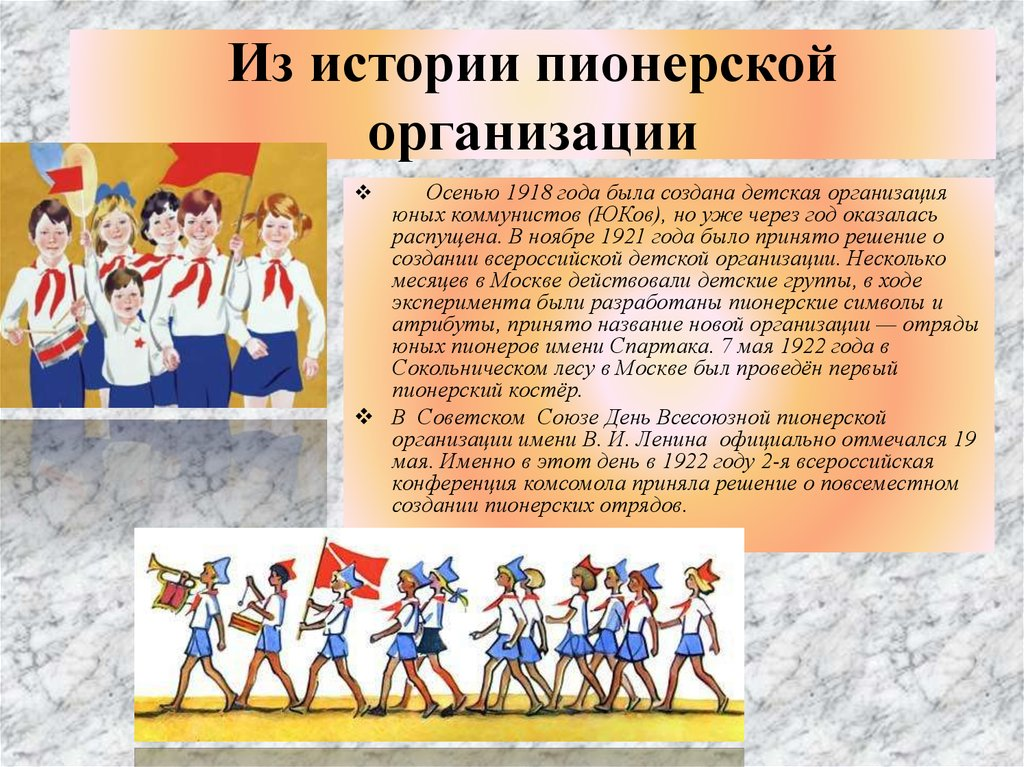 Из истории пионерской
организации
❖ Осенью 1918 года была создана детская организация
юных коммунистов (ЮКов), но уже через год оказалась
распущена. В ноябре 1921 года было принято решение о
создании всероссийской детской организации. Несколько
месяцев в Москве действовали детские группы, в ходе
эксперимента были разработаны пионерские символы и
атрибуты, принято название новой организации — отряды
юных пионеров имени Спартака. 7 мая 1922 года в
Сокольническом лесу в Москве был проведён первый
пионерский костёр.
❖ В Советском Союзе День Всесоюзной пионерской
организации имени В. И. Ленина официально отмечался 19
мая. Именно в этот день в 1922 году 2-я всероссийская
конференция комсомола приняла решение о повсеместном
создании пионерских отрядов.